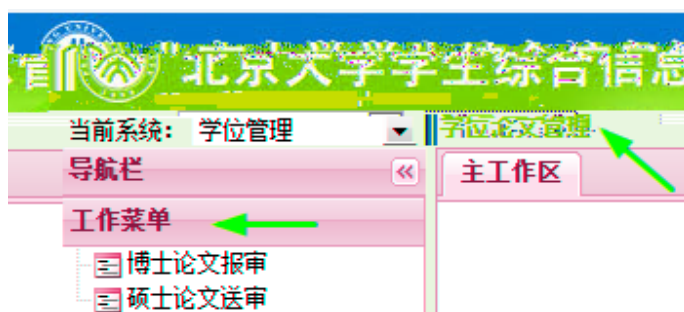 北京大学学生综合信息
当前系统： 学位管理 学位论文管理
导航栏 主工作区
工作菜单
博士论文报审
硕士论文送审